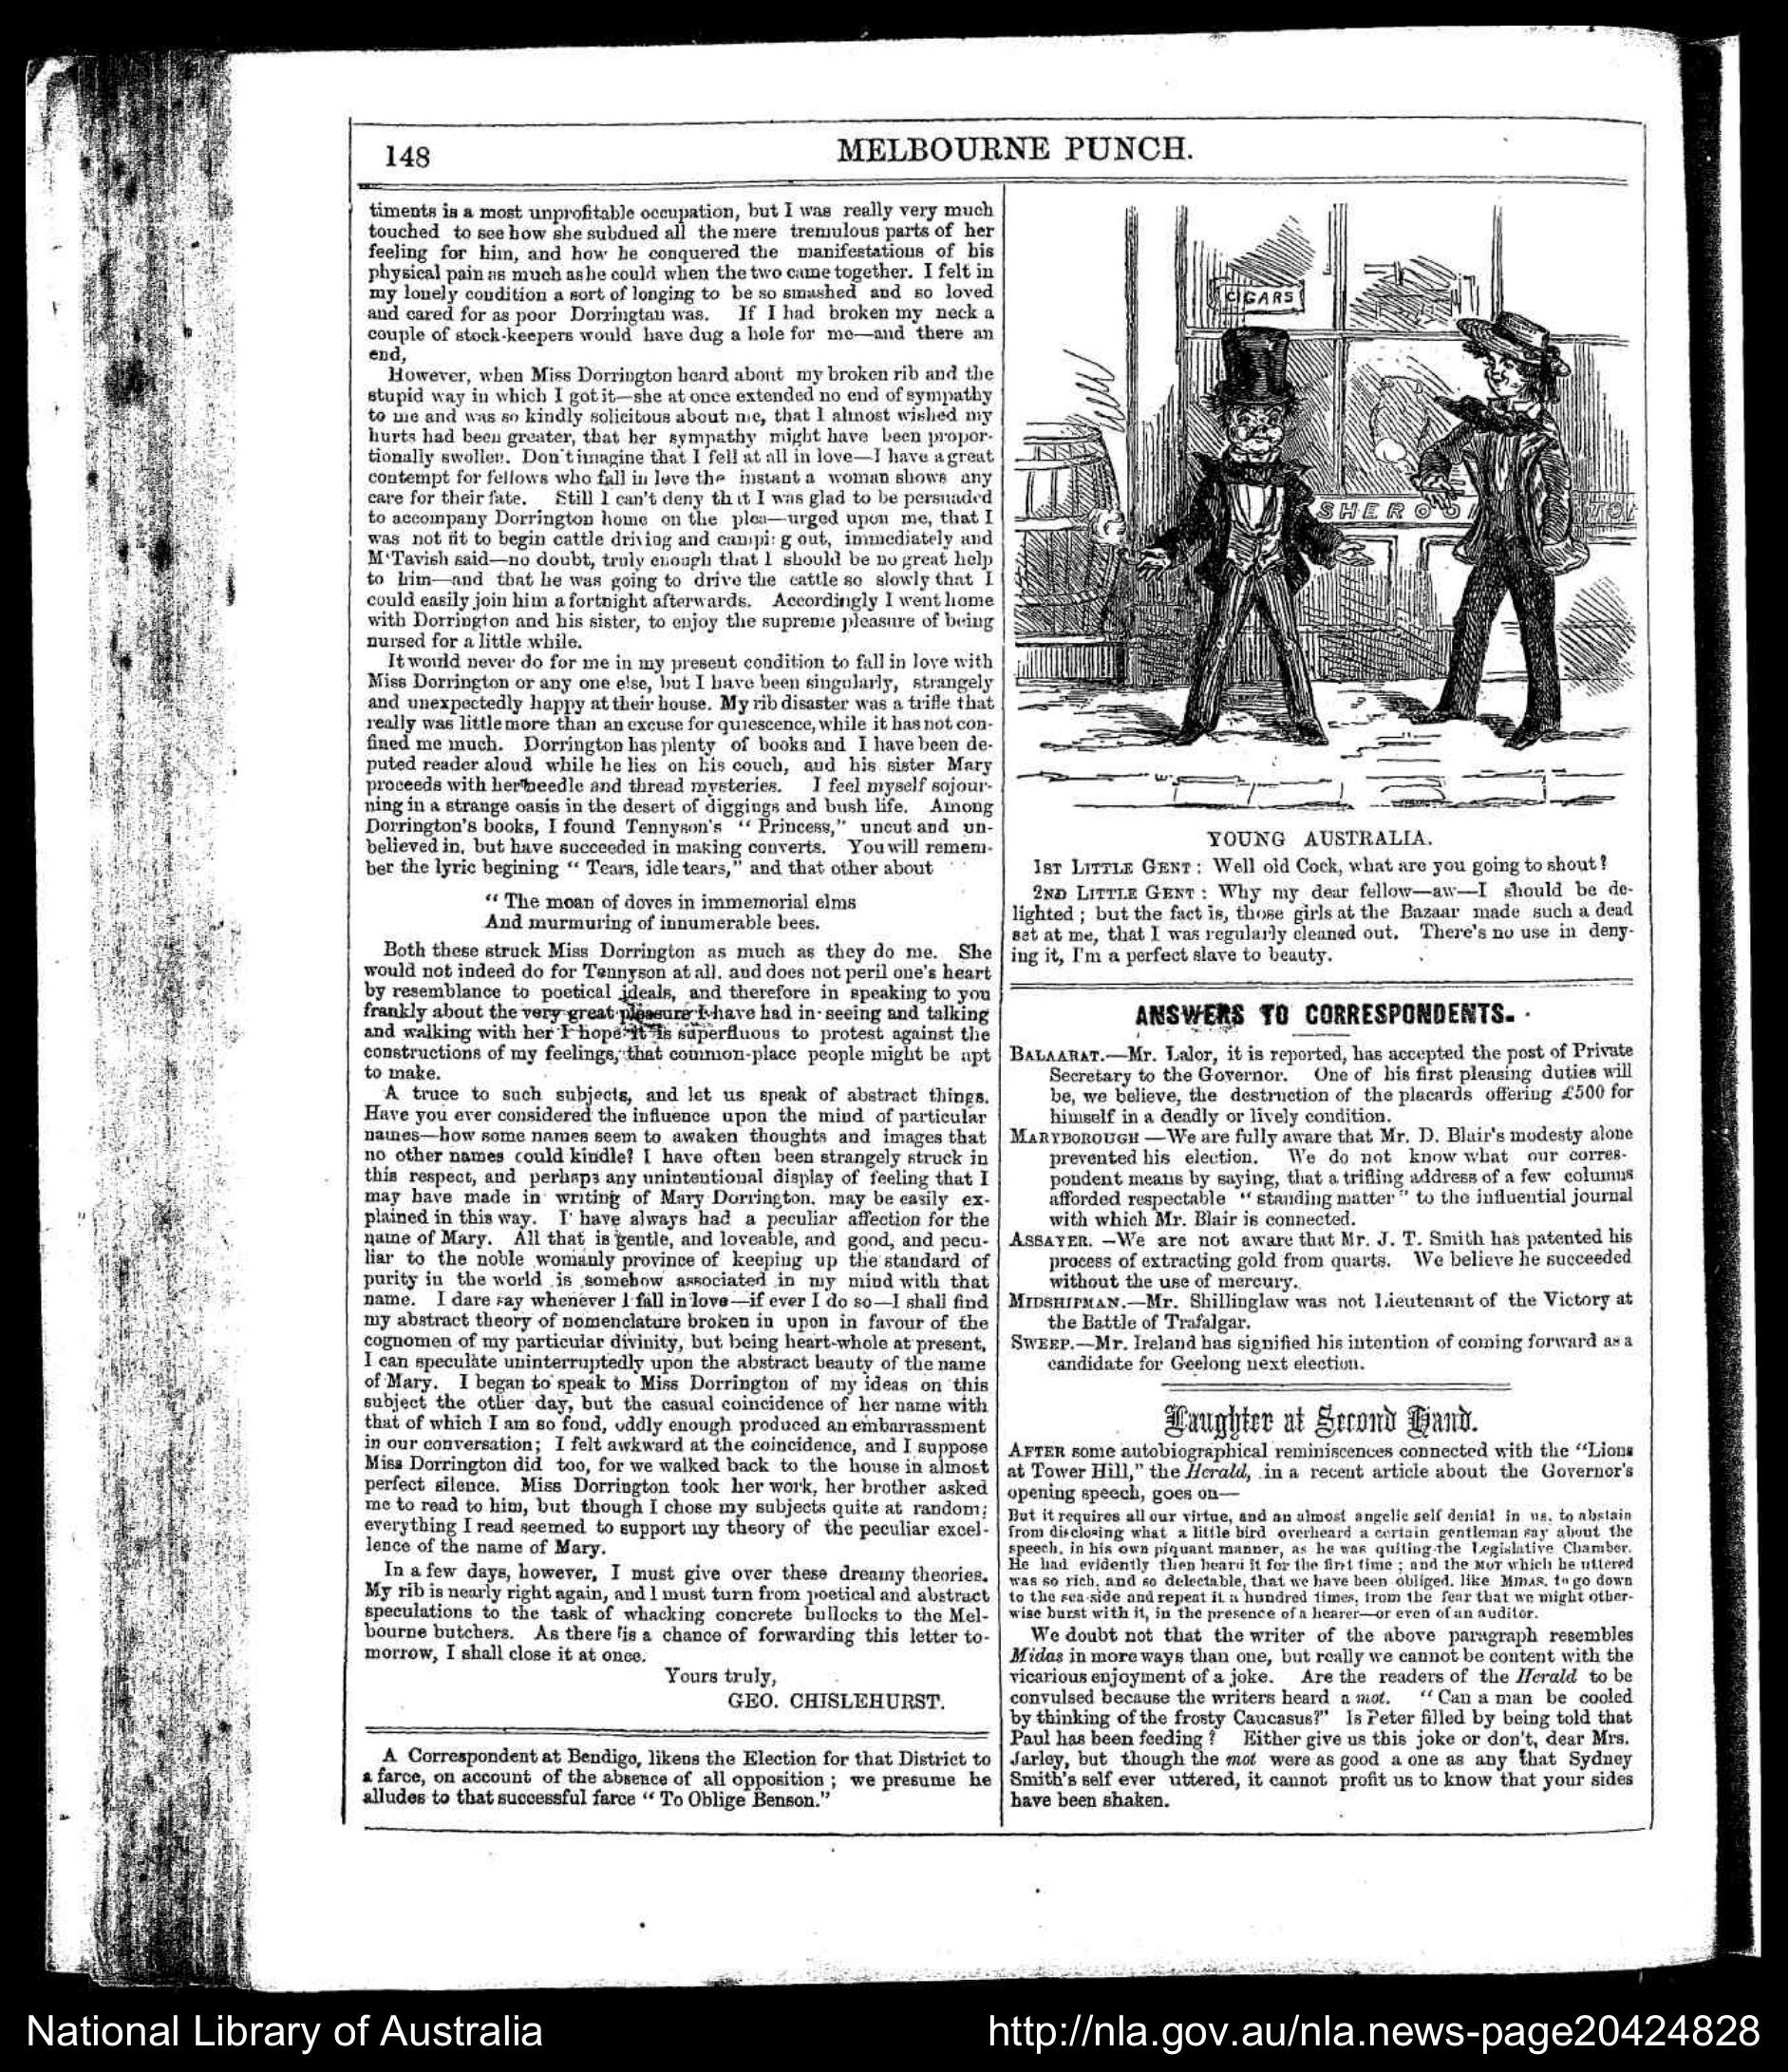 148
MELBOURNE PUNCH.
timents is a most unprofitable occupation, but I was really very much
touched to see how she subdued all the mere tremulous parts of her
feeling for him, and how he conquered the manifestations of his
physical pain as much as he could when the two came together. I felt in
my lonely condition a sort of longing to be so smashed and so loved
and cared for as poor Dorringtan was. If I had broken my neck a
couple of stock-keepers would have dug a hole for me—and there an
end,
However, when Miss Dorrington heard about my broken rib and the
stupid way in which I got it—she at once extended no end of sympathy
to me and was so kindly solicitous about me, that I almost wished my
hurts had been greater, that her sympathy might have been propor-
tionally swollen. Don't imagine that I fell at all in love—I have a great
contempt for fellows who fall in love the instant a woman shows any
care for their fate. Still I can't deny that I was glad to be persuaded
to accompany Dorrington home on the plea—urged upon me, that I
was not fit to begin cattle driving and campi g out, immediately and
M'Tavish said—no doubt, truly enough that I should be no great help
to him—and that he was going to drive the cattle so slowly that I
could easily join him a fortnight afterwards. Accordingly I went home
with Dorrington and his sister, to enjoy the supreme pleasure of being
nursed for a little while.
It would never do for me in my present condition to fall in love with
Miss Dorrington or any one else, but I have been singularly, strangely
and unexpectedly happy at their house. My rib disaster was a trifle that
really was little more than an excuse for quiescence, while it has not con-
fined me much. Dorrington has plenty of books and I have been de-
puted reader aloud while he lies on his couch, and his sister Mary
proceeds with her needle and thread mysteries. I feel myself sojour-
ning in a strange oasis in the desert of diggings and bush life. Among
Dorrington's books, I found Tennyson's "Princess," uncut and un-
believed in, but have succeeded in making converts. You will remem-
ber the lyric begining "Tears, idle tears," and that other about
"The moan of doves in immemorial elms
And murmuring of innumerable bees.
Both these struck Miss Dorrington as much as they do me. She
would not indeed do for Tennyson at all, and does not peril one's heart
by resemblance to poetical ideals, and therefore in speaking to you
frankly about the very great pleasure I have had in seeing and talking
and walking with her I hope it is superfluous to protest against the
constructions of my feelings, that common-place people might be apt
to make.
A truce to such subjects, and let us speak of abstract things.
Have you ever considered the influence upon the mind of particular
names—how some names seem to awaken thoughts and images that
no other names could kindle? I have often been strangely struck in
this respect, and perhaps any unintentional display of feeling that I
may have made in writing of Mary Dorrington. may be easily ex-
plained in this way. I have always had a peculiar affection for the
name of Mary. All that is gentle, and loveable, and good, and pecu-
liar to the noble womanly province of keeping up the standard of
purity in the world is somehow associated in my mind with that
name. I dare say whenever I fall in love—if ever I do so—I shall find
my abstract theory of nomenclature broken in upon in favour of the
cognomen of my particular divinity, but being heart-whole at present,
I can speculate uninterruptedly upon the abstract beauty of the name
of Mary. I began to speak to Miss Dorrington of my ideas on this
subject the other day, but the casual coincidence of her name with
that of which I am so fond, oddly enough produced an embarrassment
in our conversation; I felt awkward at the coincidence, and I suppose
Miss Dorrington did too, for we walked back to the house in almost
perfect silence. Miss Dorrington took her work, her brother asked
me to read to him, but though I chose my subjects quite at random;
everything I read seemed to support my theory of the peculiar excel-
lence of the name of Mary.
In a few days, however, I must give over these dreamy theories.
My rib is nearly right again, and I must turn from poetical and abstract
speculations to the task of whacking concrete bullocks to the Mel-
bourne butchers. As there is a chance of forwarding this letter to-
morrow, I shall close it at once.
Yours truly,
GEO. CHISLEHURST.
A Correspondent at Bendigo, likens the Election for that District to
a farce, on account of the absence of all opposition; we presume he
alludes to that successful farce "To Oblige Benson."
CIGARS
SHEROOT
YOUNG AUSTRALIA.
1ST LITTLE GENT: Well old Cock, what are you going to shout?
2ND LITTLE GENT: Why my dear fellow—aw—I should be de-
lighted; but the fact is, those girls at the Bazaar made such a dead
set at me, that I was regularly cleaned out. There's no use in deny-
ing it, I'm a perfect slave to beauty.
ANSWERS TO CORRESPONDENTS.
BALAARAT.—Mr. Lalor, it is reported, has accepted the post of Private
Secretary to the Governor. One of his first pleasing duties will
be, we believe, the destruction of the placards offering £500 for
himself in a deadly or lively condition.
MARYBOROUGH—We are fully aware that Mr. D. Blair's modesty alone
prevented his election. We do not know what our corres-
pondent means by saying, that a trifling address of a few columns
afforded respectable "standing matter" to the influential journal
with which Mr. Blair is connected.
ASSAYER.—We are not aware that Mr. J. T. Smith has patented his
process of extracting gold from quarts. We believe he succeeded
without the use of mercury.
MIDSHIPMAN.—Mr. Shillinglaw was not Lieutenant of the Victory at
the Battle of Trafalgar.
SWEEP.—Mr. Ireland has signified his intention of coming forward as a
candidate for Geelong next election.
Laughter at Second Hand.
AFTER some autobiographical reminiscences connected with the "Lions
at Tower Hill," the Herald, in a recent article about the Governor's
opening speech, goes on—
But it requires all our virtue, and an almost angelic self denial in us, to abstain
from disclosing what a little bird overheard a certain gentleman say about the
speech, in his own piquant manner, as he was quiting the Legislative Chamber.
He had evidently then heard it for the first time; and the MOT which he uttered
was so rich, and so delectable, that we have been obliged, like MIDAS, to go down
to the sea-side and repeat it a hundred times, from the fear that we might other-
wise burst with it, in the presence of a hearer—or even of an auditor.
We doubt not that the writer of the above paragraph resembles
Midas in more ways than one, but really we cannot be content with the
vicarious enjoyment of a joke. Are the readers of the Herald to be
convulsed because the writers heard a mot. "Can a man be cooled
by thinking of the frosty Caucasus?" Is Peter filled by being told that
Paul has been feeding? Either give us this joke or don't, dear Mrs.
Jarley, but though the mot were as good a one as any that Sydney
Smith's self ever uttered, it cannot profit us to know that your sides
have been shaken.
National Library of Australia
http://nla.gov.au/nla.news-page20424828